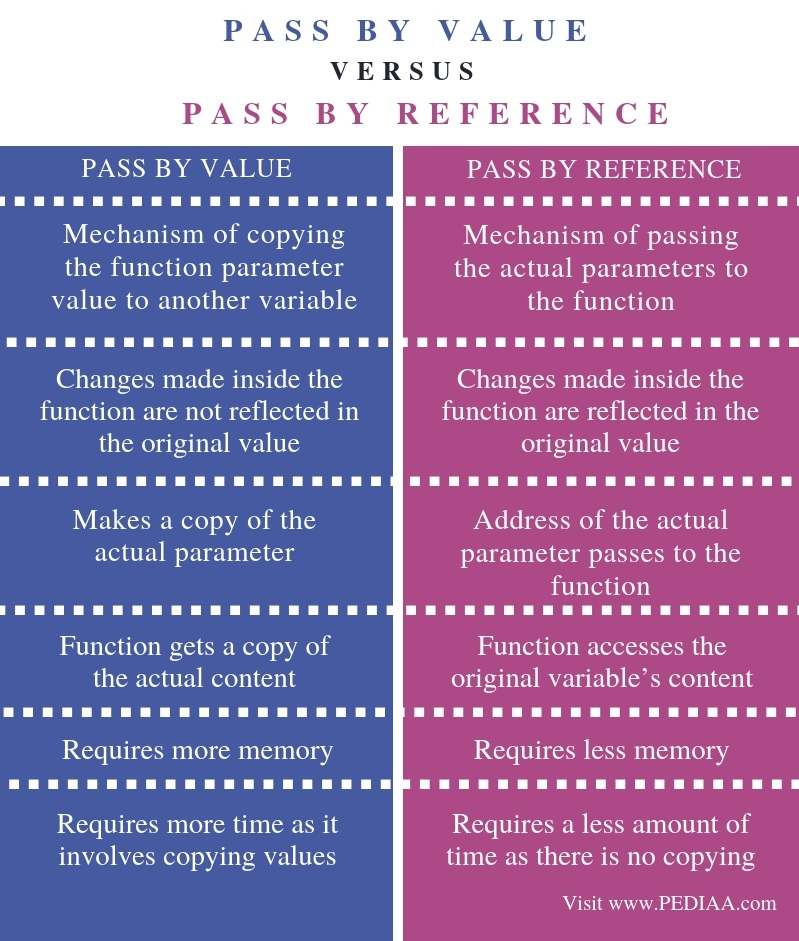 PASS BY VALUE
VERSUS
PASS BY REFERENCE
PASS BY VALUE
Mechanism of copying
the function parameter
value to another variable
Changes made inside the
function are not reflected in
the original value
Makes a copy of the
actual parameter
Function gets a copy of
the actual content
Requires more memory
Requires more time as it
involves copying values
PASS BY REFERENCE
Mechanism of passing
the actual parameters to
the function
Changes made inside the
function are reflected in the
original value
Address of the actual
parameter passes to the
function
Function accesses the
original variable’s content
Requires less memory
Requires a less amount of
time as there is no copying
Visit www.PEDIAA.com